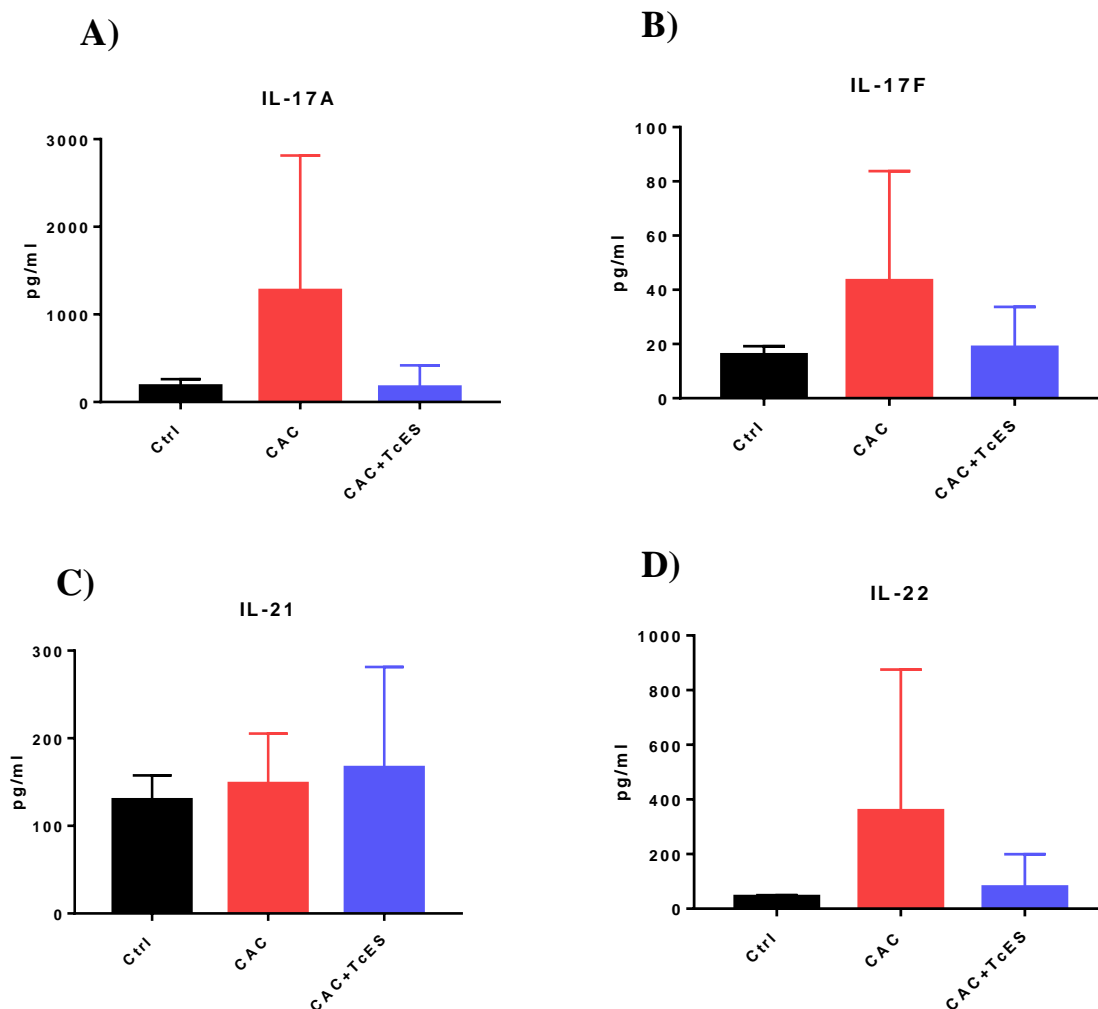 A)
IL-17A
3000
2000
1000
0
pg/ml
Ctrl
CAC
CAC+TcES
B)
IL-17F
100
80
60
40
20
0
pg/ml
Ctrl
CAC
CAC+TcES
C)
IL-21
300
200
100
0
pg/ml
Ctrl
CAC
CAC+TcES
D)
IL-22
1000
800
600
400
200
0
pg/ml
Ctrl
CAC
CAC+TcES